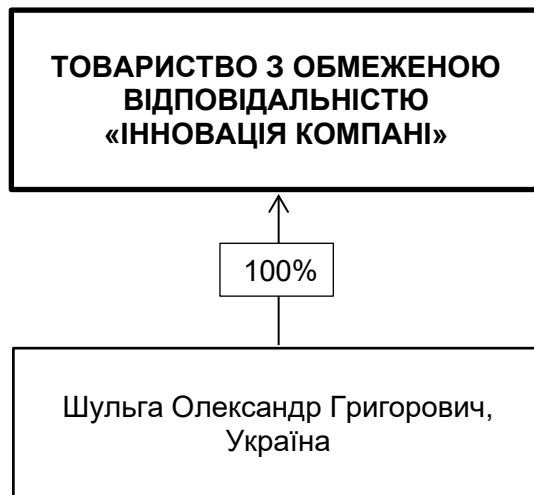 ТОВАРИСТВО З ОБМЕЖЕНОЮ
ВІДПОВІДАЛЬНІСТЮ
«ІННОВАЦІЯ КОМПАНІ»
100%
Шульга Олександр Григорович,
Україна